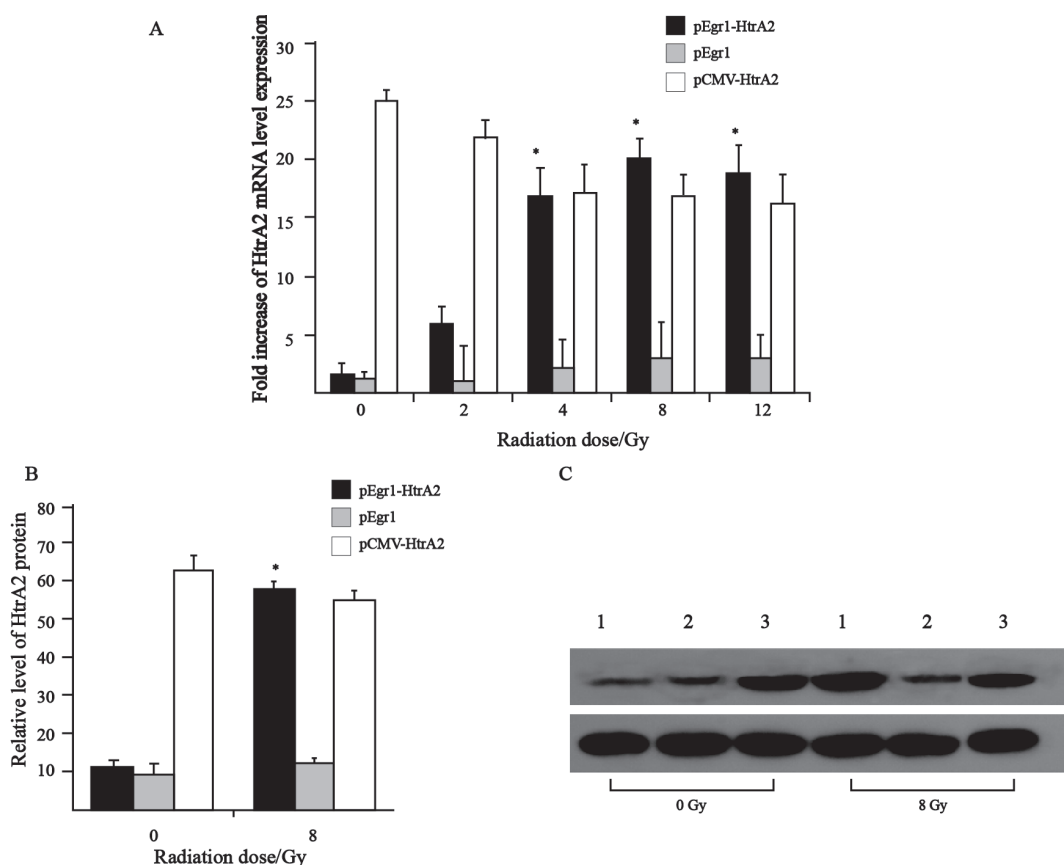 A
pEgr1-HtrA2
pEgr1
pCMV-HtrA2
Fold increase of HtrA2 mRNA level expression
30
25
20
15
10
5
* * *
0 2 4 8 12
Radiation dose/Gy
B
pEgr1-HtrA2
pEgr1
pCMV-HtrA2
Relative level of HtrA2 protein
80
70
60
50
40
30
20
10
*
0 8
Radiation dose/Gy
C
1 2 3 1 2 3
0 Gy 8 Gy